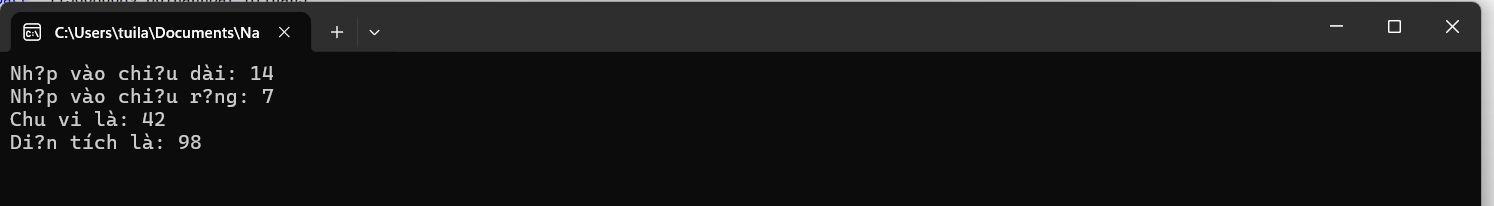 C:\Users\tuila\Documents\Na
Nh?p vào chi?u dài: 14
Nh?p vào chi?u r?ng: 7
Chu vi là: 42
Di?n tích là: 98